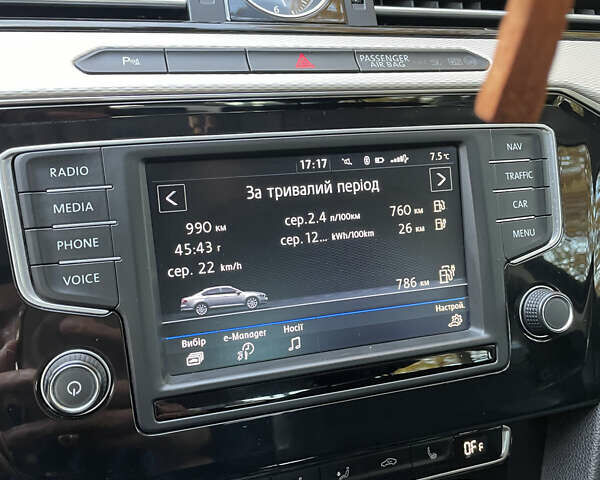 6
P
PASSENGER
AIR BAG
RADIO
MEDIA
PHONE
VOICE
NAV
TRAFFIC
CAR
MENU
17:17
7.5 °C
За тривалий період
990 км
сер.2.4 л/100км
760 км
45:43 г
сер. 12... kWh/100km
26 км
сер. 22 km/h
786 км
Вибір
e-Manager
Носії
Настрой.
OFF